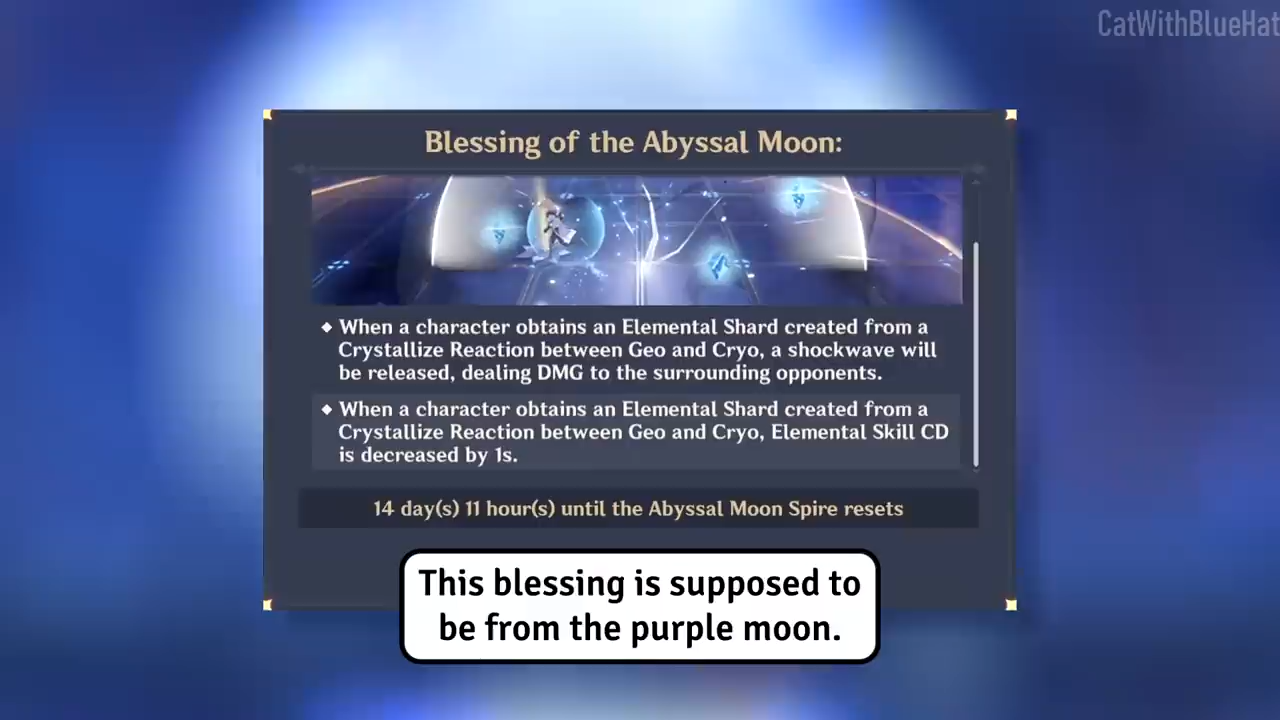 CatWithBlueHat
Blessing of the Abyssal Moon:
◆ When a character obtains an Elemental Shard created from a
Crystallize Reaction between Geo and Cryo, a shockwave will
be released, dealing DMG to the surrounding opponents.
◆ When a character obtains an Elemental Shard created from a
Crystallize Reaction between Geo and Cryo, Elemental Skill CD
is decreased by 1s.
14 day(s) 11 hour(s) until the Abyssal Moon Spire resets
This blessing is supposed to
be from the purple moon.